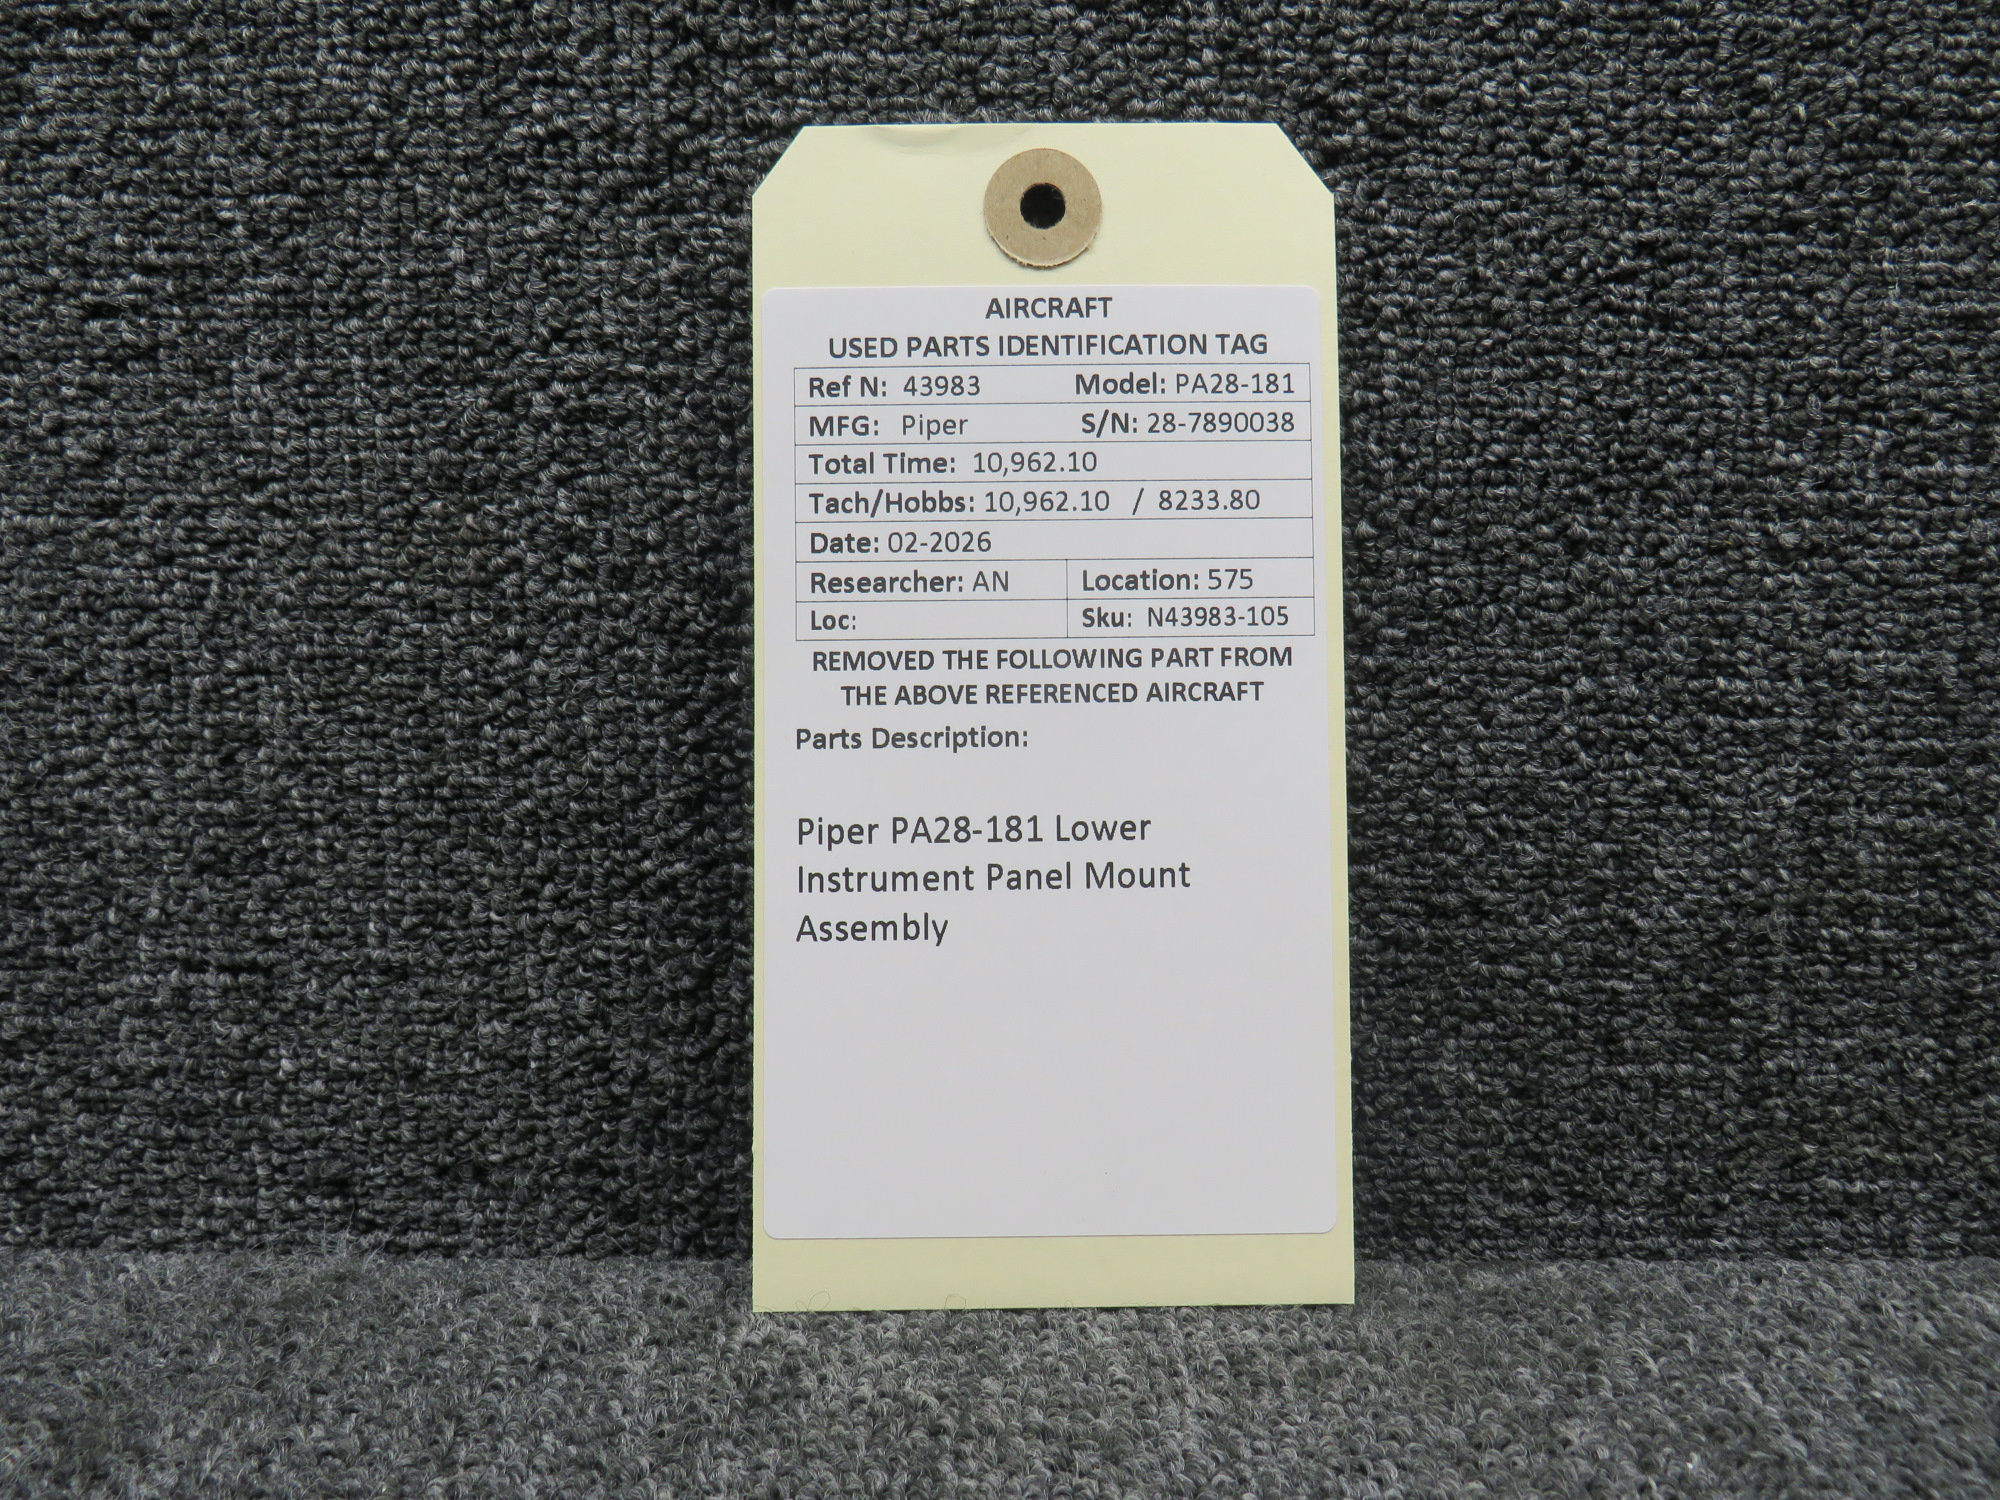 AIRCRAFT
USED PARTS IDENTIFICATION TAG
Ref N: 43983 Model: PA28-181
MFG: Piper S/N: 28-7890038
Total Time: 10,962.10
Tach/Hobbs: 10,962.10 / 8233.80
Date: 02-2026
Researcher: AN Location: 575
Loc: Sku: N43983-105
REMOVED THE FOLLOWING PART FROM
THE ABOVE REFERENCED AIRCRAFT
Parts Description:
Piper PA28-181 Lower
Instrument Panel Mount
Assembly